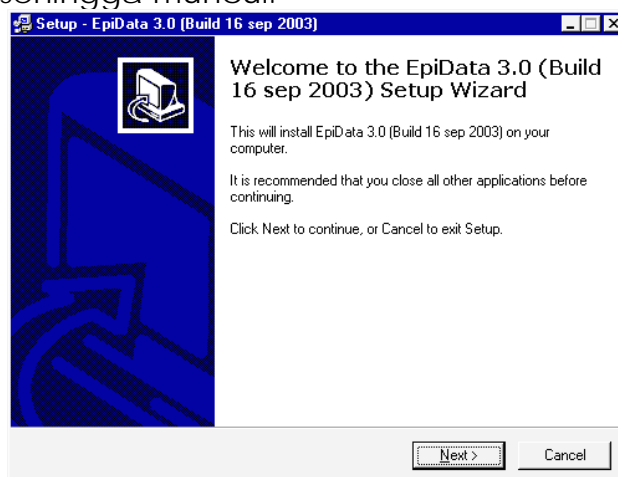 sehingga muncul:
Setup - EpiData 3.0 (Build 16 sep 2003)
Welcome to the EpiData 3.0 (Build
16 sep 2003) Setup Wizard
This will install EpiData 3.0 (Build 16 sep 2003) on your
computer.
It is recommended that you close all other applications before
continuing.
Click Next to continue, or Cancel to exit Setup.
Next >
Cancel